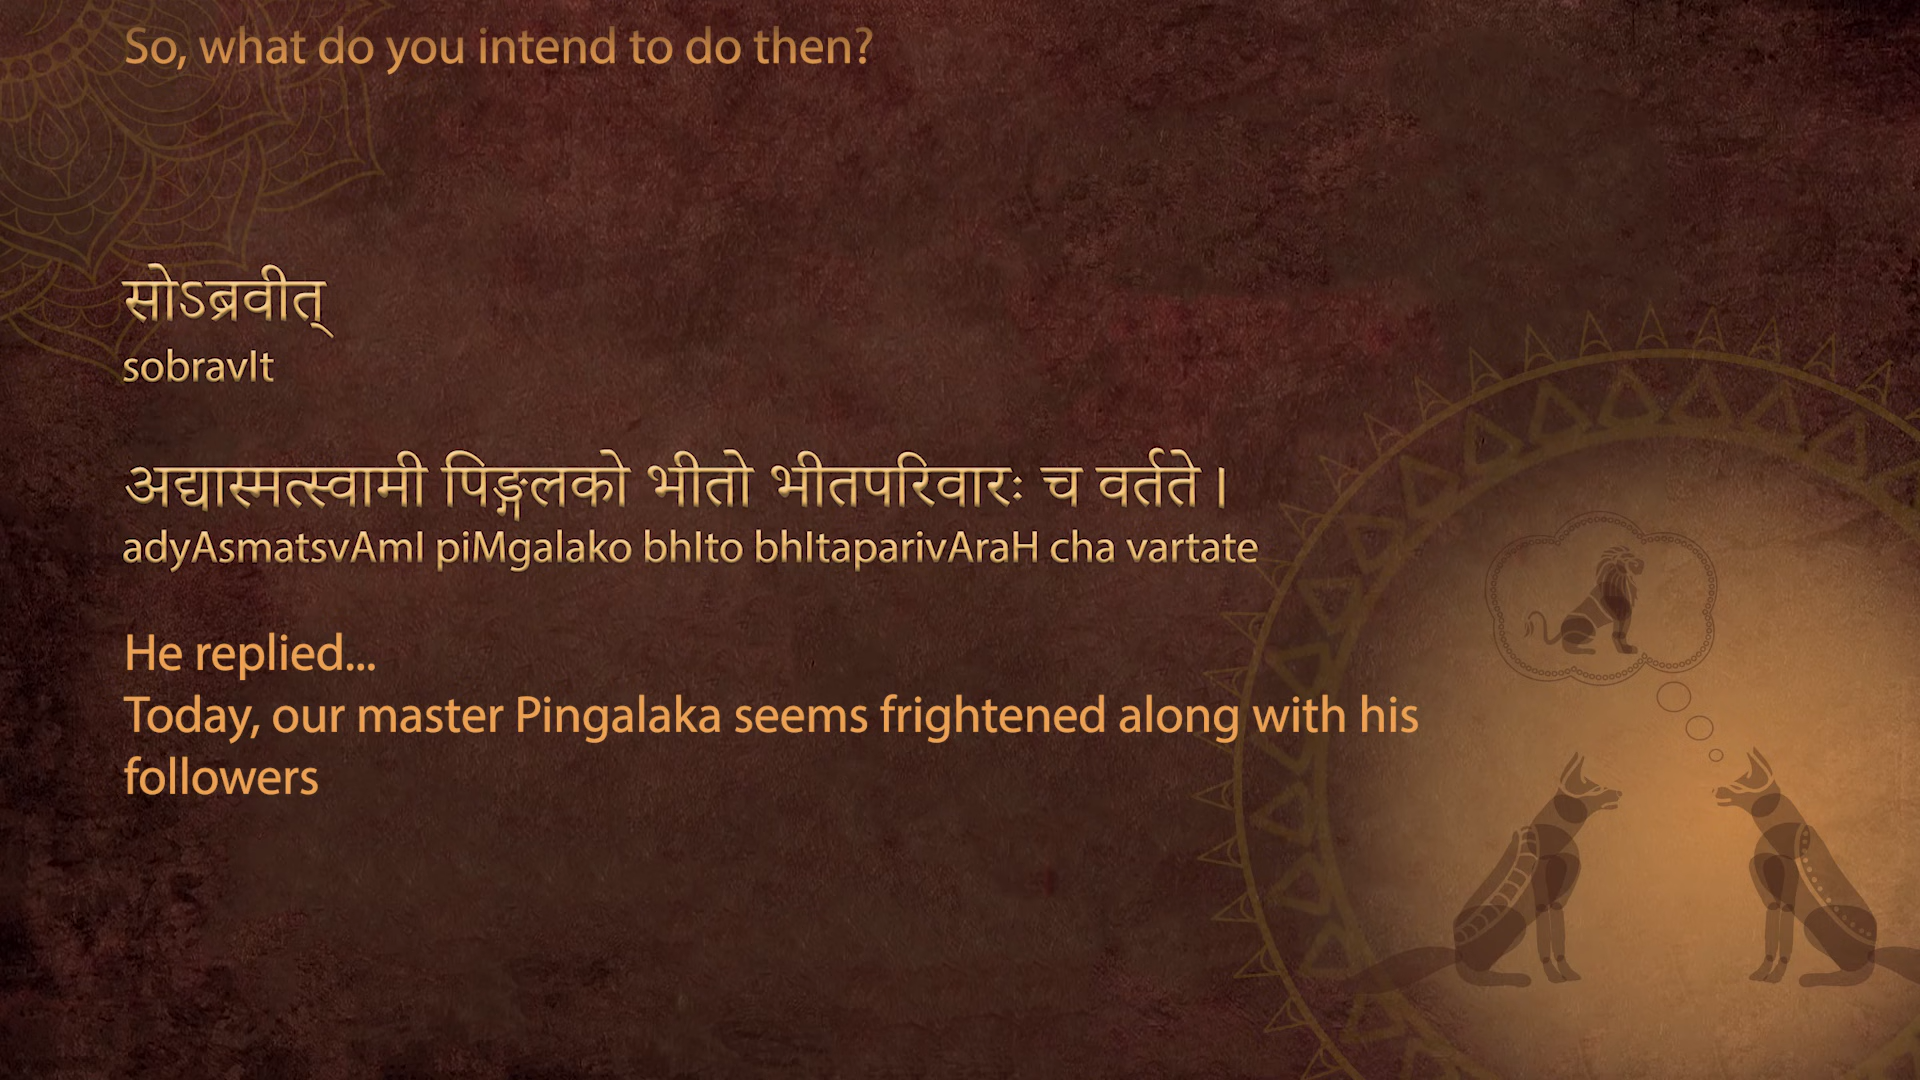 So, what do you intend to do then?
सोऽब्रवीत्
sobravIt
अद्यास्मत्स्वामी पिङ्गलको भीतो भीतपरिवारः च वर्तते ।
adyAsmatsvAmI piMgalako bhIto bhItaparivAraH cha vartate
He replied...
Today, our master Pingalaka seems frightened along with his
followers